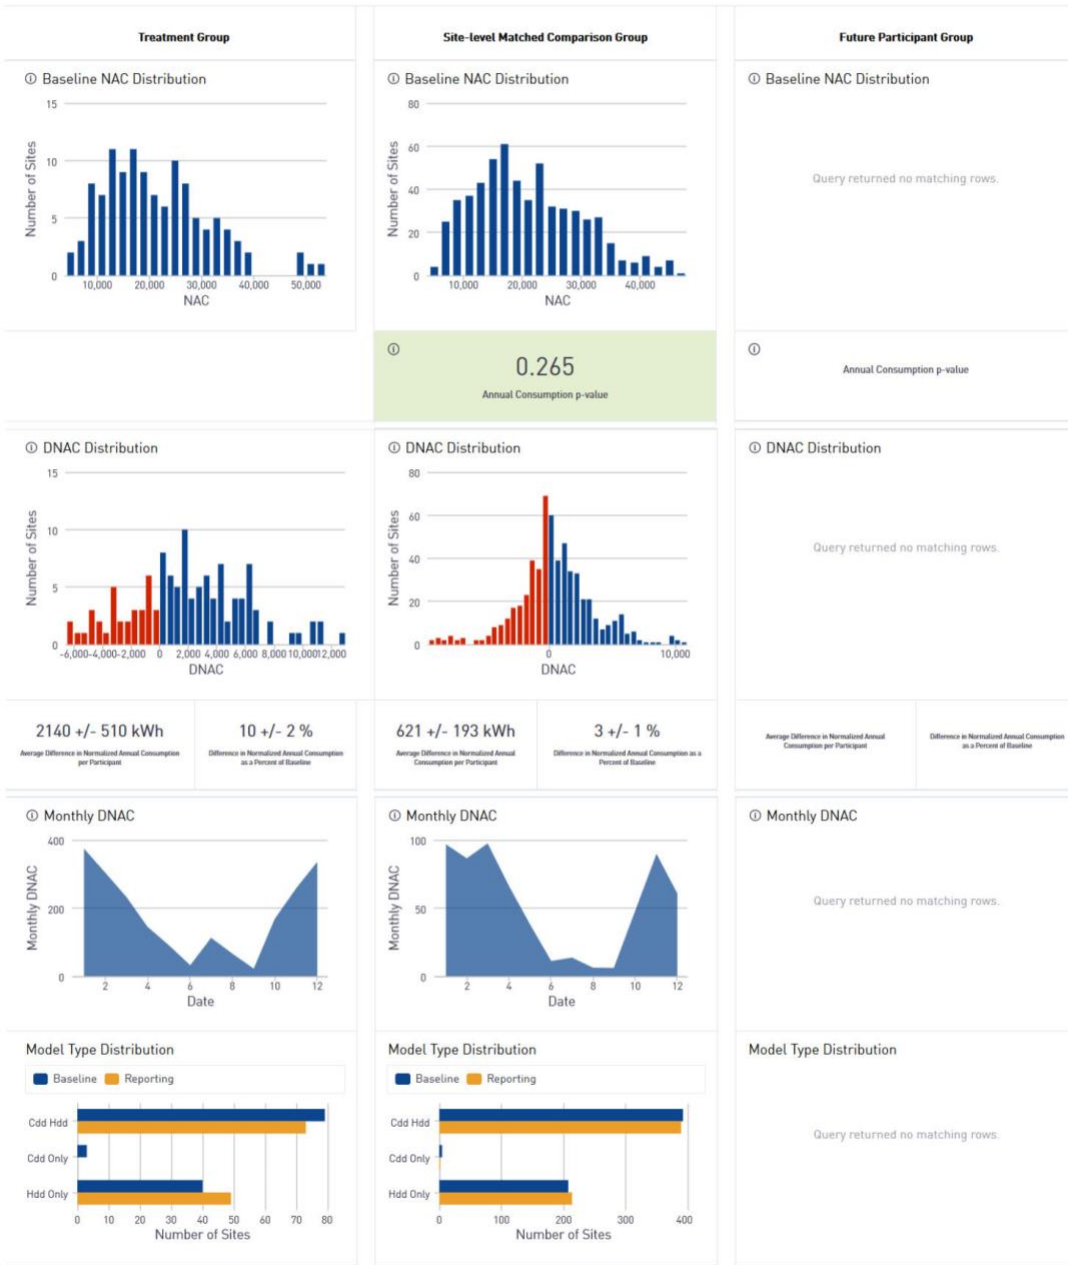 Treatment Group
Site-level Matched Comparison Group
Future Participant Group
Baseline NAC Distribution
15
10
5
0
Number of Sites
10,000 20,000 30,000 40,000 50,000
NAC
Baseline NAC Distribution
80
60
40
20
0
Number of Sites
10,000 20,000 30,000 40,000
NAC
Baseline NAC Distribution
Query returned no matching rows.
0.265
Annual Consumption p-value
Annual Consumption p-value
DNAC Distribution
15
10
5
0
Number of Sites
-6,000 -4,000 -2,000 0 2,000 4,000 6,000 8,000 10,000 12,000
DNAC
DNAC Distribution
80
60
40
20
0
Number of Sites
0 10,000
DNAC
DNAC Distribution
Query returned no matching rows.
2140 +/- 510 kWh
Average Difference in Normalized Annual Consumption
per Participant
10 +/- 2 %
Difference in Normalized Annual Consumption
as a Percent of Baseline
621 +/- 193 kWh
Average Difference in Normalized Annual
Consumption per Participant
3 +/- 1 %
Difference in Normalized Annual Consumption as a
Percent of Baseline
Average Difference in Normalized Annual
Consumption per Participant
Difference in Normalized Annual Consumption
as a Percent of Baseline
Monthly DNAC
400
200
0
Monthly DNAC
2 4 6 8 10 12
Date
Monthly DNAC
100
50
0
Monthly DNAC
2 4 6 8 10 12
Date
Monthly DNAC
Query returned no matching rows.
Model Type Distribution
Baseline Reporting
Cdd Hdd
Cdd Only
Hdd Only
0 10 20 30 40 50 60 70 80
Number of Sites
Model Type Distribution
Baseline Reporting
Cdd Hdd
Cdd Only
Hdd Only
0 100 200 300 400
Number of Sites
Model Type Distribution
Query returned no matching rows.